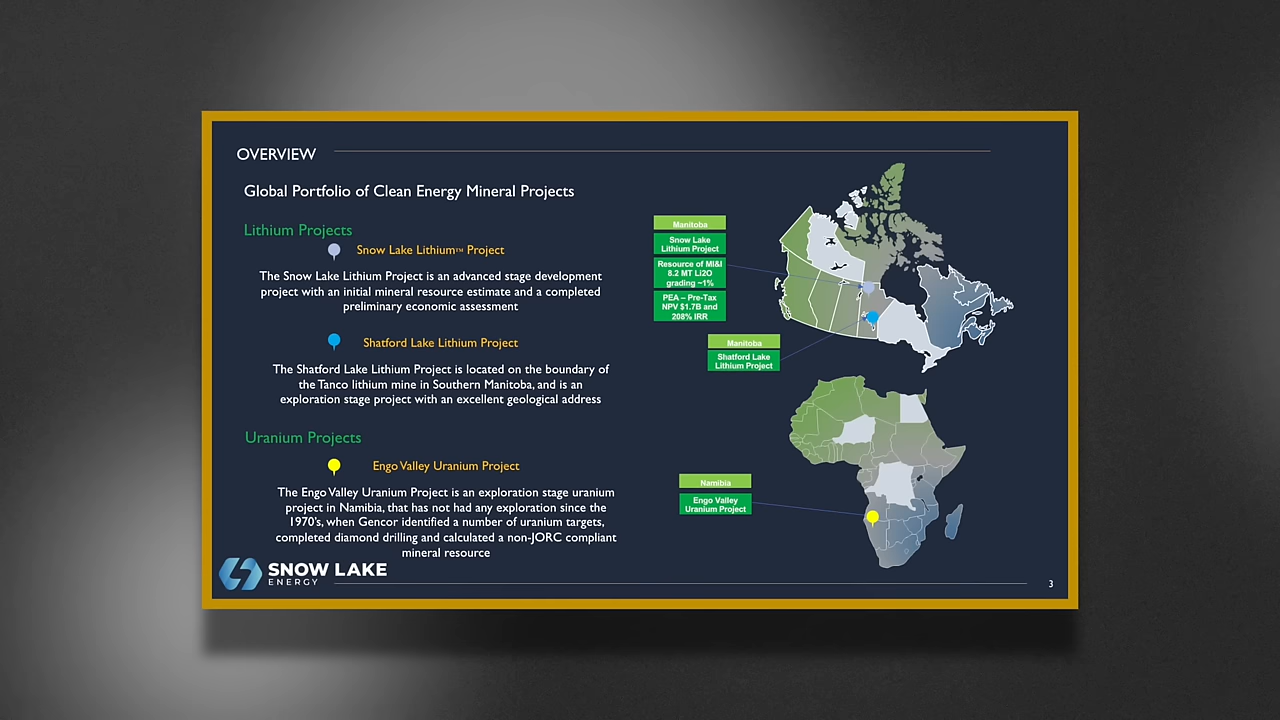 OVERVIEW
Global Portfolio of Clean Energy Mineral Projects
Lithium Projects
Snow Lake Lithium™ Project
The Snow Lake Lithium Project is an advanced stage development
project with an initial mineral resource estimate and a completed
preliminary economic assessment
Shatford Lake Lithium Project
The Shatford Lake Lithium Project is located on the boundary of
the Tanco lithium mine in Southern Manitoba, and is an
exploration stage project with an excellent geological address
Uranium Projects
Engo Valley Uranium Project
The Engo Valley Uranium Project is an exploration stage uranium
project in Namibia, that has not had any exploration since the
1970's, when Gencor identified a number of uranium targets,
completed diamond drilling and calculated a non-JORC compliant
mineral resource
Manitoba
Snow Lake
Lithium Project
Resource of MI&I
8.2 MT Li2O
grading ~1%
PEA – Pre-Tax
NPV $1.7B and
208% IRR
Manitoba
Shatford Lake
Lithium Project
Namibia
Engo Valley
Uranium Project
SNOW LAKE
ENERGY
3